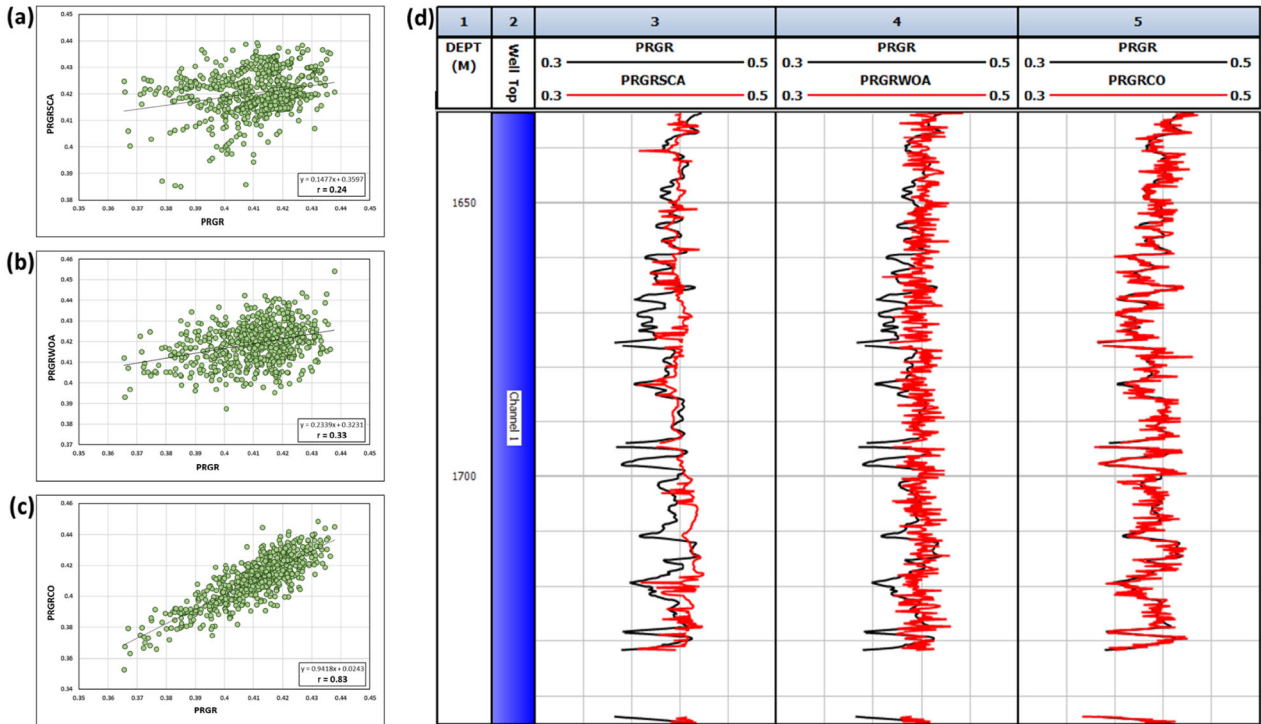 (a)
0.45
0.44
0.43
0.42
0.41
0.4
0.39
0.38
PRGRSCA
0.35 0.36 0.37 0.38 0.39 0.4 0.41 0.42 0.43 0.44 0.45
PRGR
y = 0.1477x + 0.3597
r = 0.24
(b)
0.46
0.45
0.44
0.43
0.42
0.41
0.4
0.39
0.38
0.37
PRGRWOA
0.35 0.36 0.37 0.38 0.39 0.4 0.41 0.42 0.43 0.44 0.45
PRGR
y = 0.2339x + 0.3231
r = 0.33
(c)
0.46
0.44
0.42
0.4
0.38
0.36
0.34
PRGRCO
0.35 0.36 0.37 0.38 0.39 0.4 0.41 0.42 0.43 0.44 0.45
PRGR
y = 0.9418x + 0.0243
r = 0.83
(d)
1 2 3 4 5
DEPT
(M)
Well Top
PRGR
0.3 0.5
PRGRSCA
0.3 0.5
PRGR
0.3 0.5
PRGRWOA
0.3 0.5
PRGR
0.3 0.5
PRGRCO
0.3 0.5
1650
1700
Channel 1